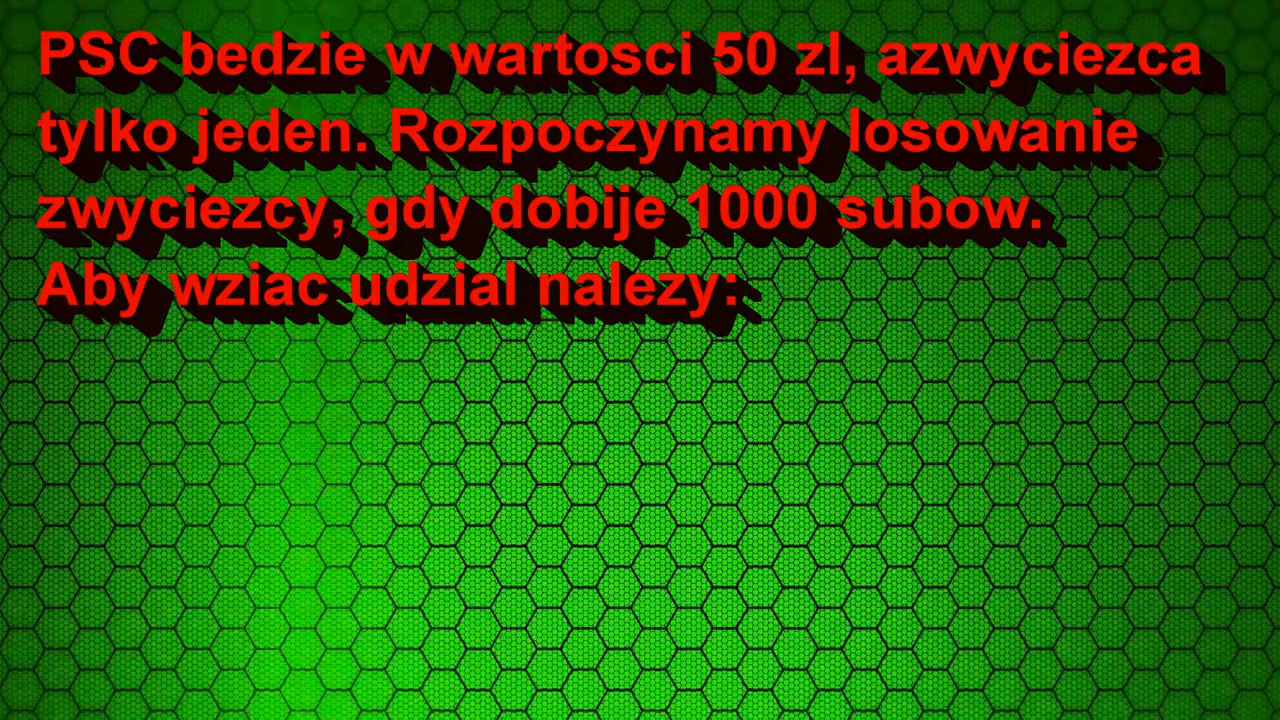 PSC bedzie w wartosci 50 zl, azwyciezca
tylko jeden. Rozpoczynamy losowanie
zwyciezcy, gdy dobije 1000 subow.
Aby wziac udzial nalezy: